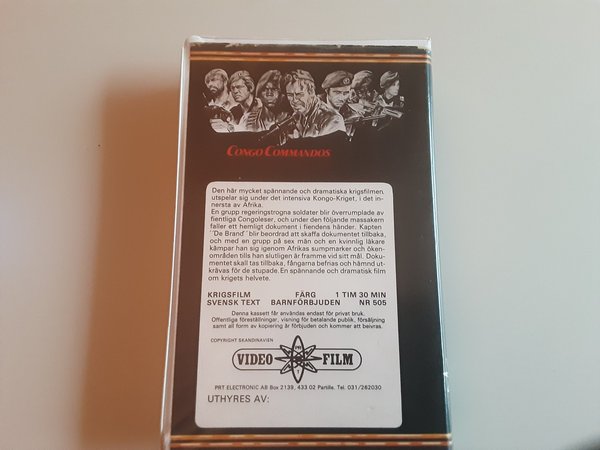 CONGO COMMANDOS
Den här mycket spännande och dramatiska krigsfilmen,
utspelar sig under det intensiva Kongo-Kriget, i det in-
nersta av Afrika.
En grupp regeringstrogna soldater blir överrumplade av
fientliga Congoleser, och under den följande massakern
faller ett hemligt dokument i fiendens händer. Kapten
"De Brand" blir beordrad att skaffa dokumentet tillbaka,
och med en grupp på sex män och en kvinnlig läkare
kämpar han sig igenom Afrikas sumpmarker och öken-
områden tills han slutligen är framme vid sitt mål. Doku-
mentet skall tas tillbaka, fångarna befrias och hämnd ut-
krävas för de stupade. En spännande och dramatisk film
om krigets helvete.
KRIGSFILM FÄRG 1 TIM 30 MIN
SVENSK TEXT BARNFÖRBJUDEN NR 505
Denna kassett får användas endast för privat bruk.
Offentliga föreställningar, visning för betalande publik, försäljning
samt all form av kopiering är förbjuden och kommer att beivras.
COPYRIGHT SKANDINAVIEN
VIDEO FILM
PRT ELECTRONIC AB Box 2139, 433 02 Partille. Tel. 031/262030
UTHYRES AV: